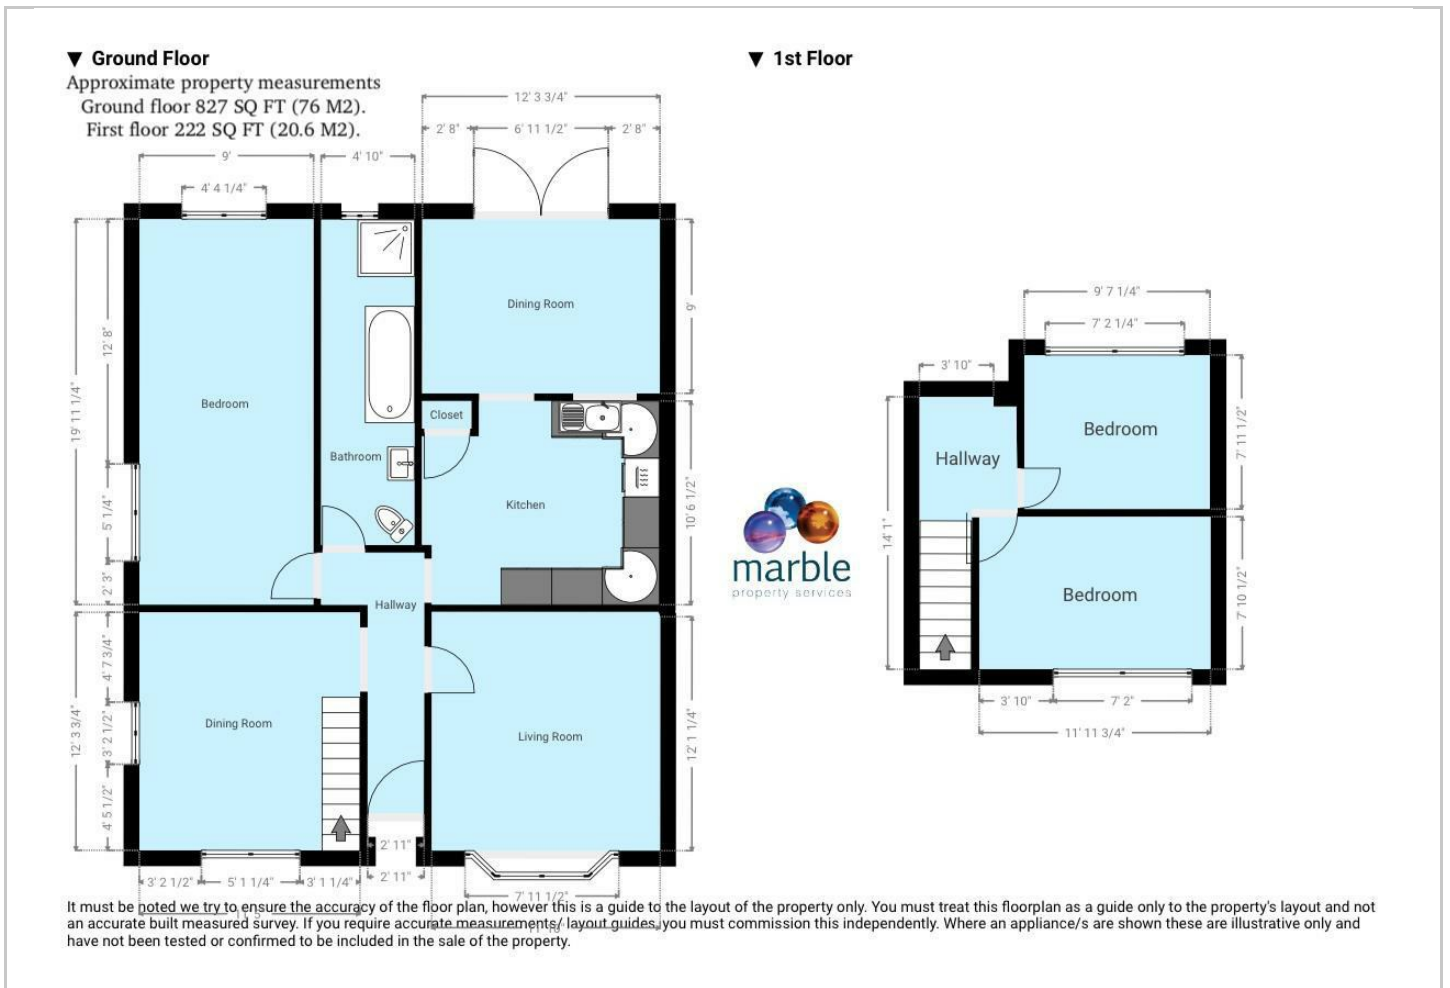 ▼ Ground Floor
Approximate property measurements
Ground floor 827 SQ FT (76 M2).
First floor 222 SQ FT (20.6 M2).
▼ 1st Floor
12' 3 3/4"
2' 8"
6' 11 1/2"
2' 8"
9'
4' 10"
4' 4 1/4"
19' 11 1/4"
12' 8"
5' 1/4"
2' 3"
Bedroom
Bathroom
Dining Room
9'
Closet
Kitchen
10' 6 1/2"
Hallway
12' 3 3/4"
4' 7 3/4"
3' 2 1/2"
4' 5 1/2"
Dining Room
Living Room
12' 1 1/4"
2' 11"
2' 11"
3' 2 1/2"
5' 1 1/4"
3' 1 1/4"
7' 11 1/2"
marble
property services
9' 7 1/4"
7' 2 1/4"
3' 10"
14' 1"
Hallway
Bedroom
7' 11 1/2"
Bedroom
7' 10 1/2"
3' 10"
7' 2"
11' 11 3/4"
It must be noted we try to ensure the accuracy of the floor plan, however this is a guide to the layout of the property only. You must treat this floorplan as a guide only to the property's layout and not
an accurate built measured survey. If you require accurate measurements/ layout guides, you must commission this independently. Where an appliance/s are shown these are illustrative only and
have not been tested or confirmed to be included in the sale of the property.